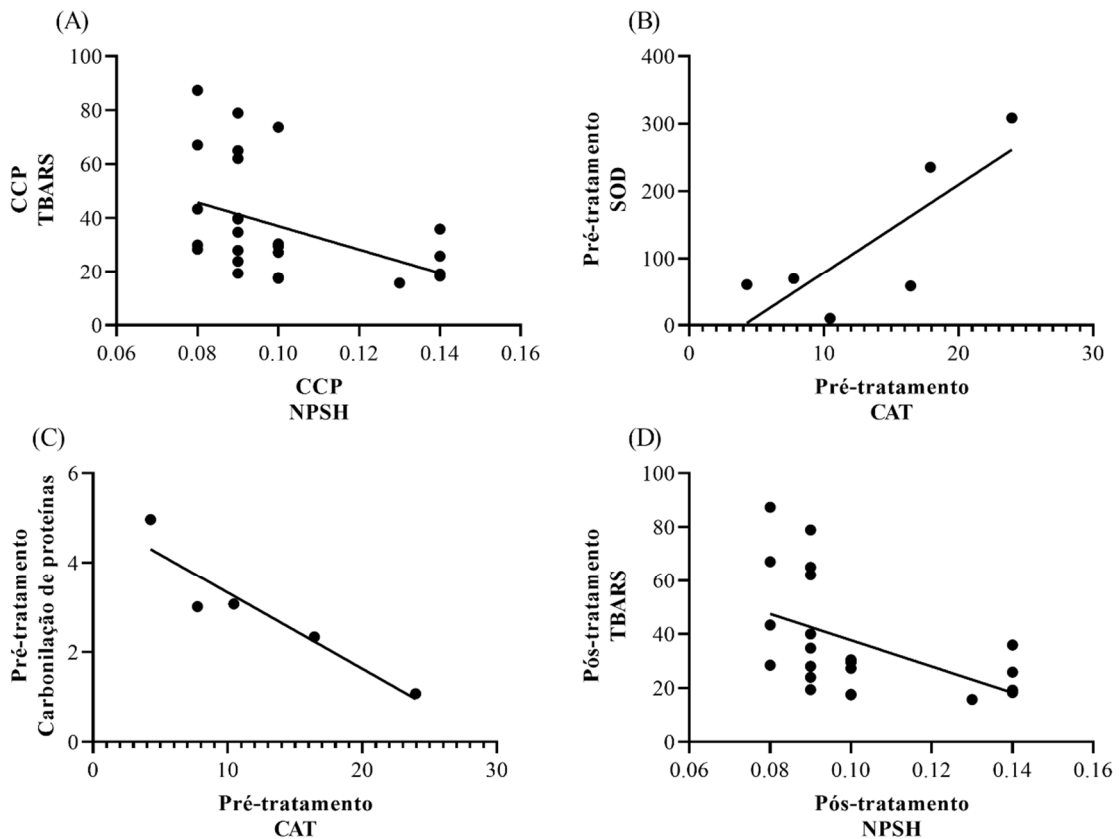 (A)
CCP
TBARS
100
80
60
40
20
0
0.06 0.08 0.10 0.12 0.14 0.16
CCP
NPSH
(B)
Pré-tratamento
SOD
400
300
200
100
0
0 10 20 30
Pré-tratamento
CAT
(C)
Pré-tratamento
Carbonilação de proteínas
6
4
2
0
0 10 20 30
Pré-tratamento
CAT
(D)
Pós-tratamento
TBARS
100
80
60
40
20
0
0.06 0.08 0.10 0.12 0.14 0.16
Pós-tratamento
NPSH